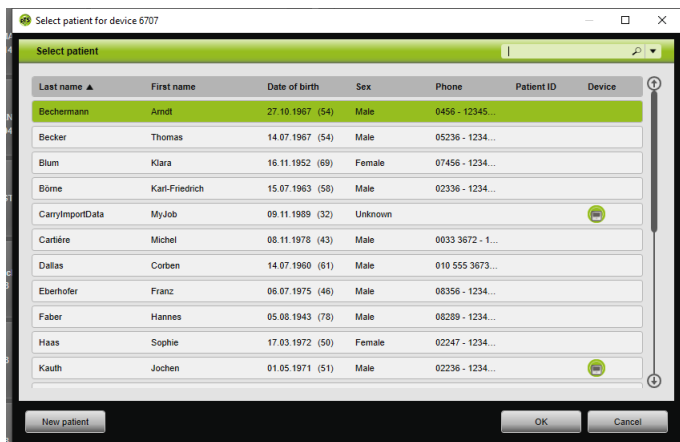 Select patient for device 6707
Select patient
Last name ▲ First name Date of birth Sex Phone Patient ID Device
Bechermann Arndt 27.10.1967 (54) Male 0456 - 12345...
Becker Thomas 14.07.1967 (54) Male 05236 - 1234...
Blum Klara 16.11.1952 (69) Female 07456 - 1234...
Börne Karl-Friedrich 15.07.1963 (58) Male 02336 - 1234...
CarryImportData MyJob 09.11.1989 (32) Unknown
Cartiére Michel 08.11.1978 (43) Male 0033 3672 - 1...
Dallas Corben 14.07.1960 (61) Male 010 555 3673...
Eberhofer Franz 06.07.1975 (46) Male 08356 - 1234...
Faber Hannes 05.08.1943 (78) Male 08289 - 1234...
Haas Sophie 17.03.1972 (50) Female 02247 - 1234...
Kauth Jochen 01.05.1971 (51) Male 02236 - 1234...
New patient OK Cancel